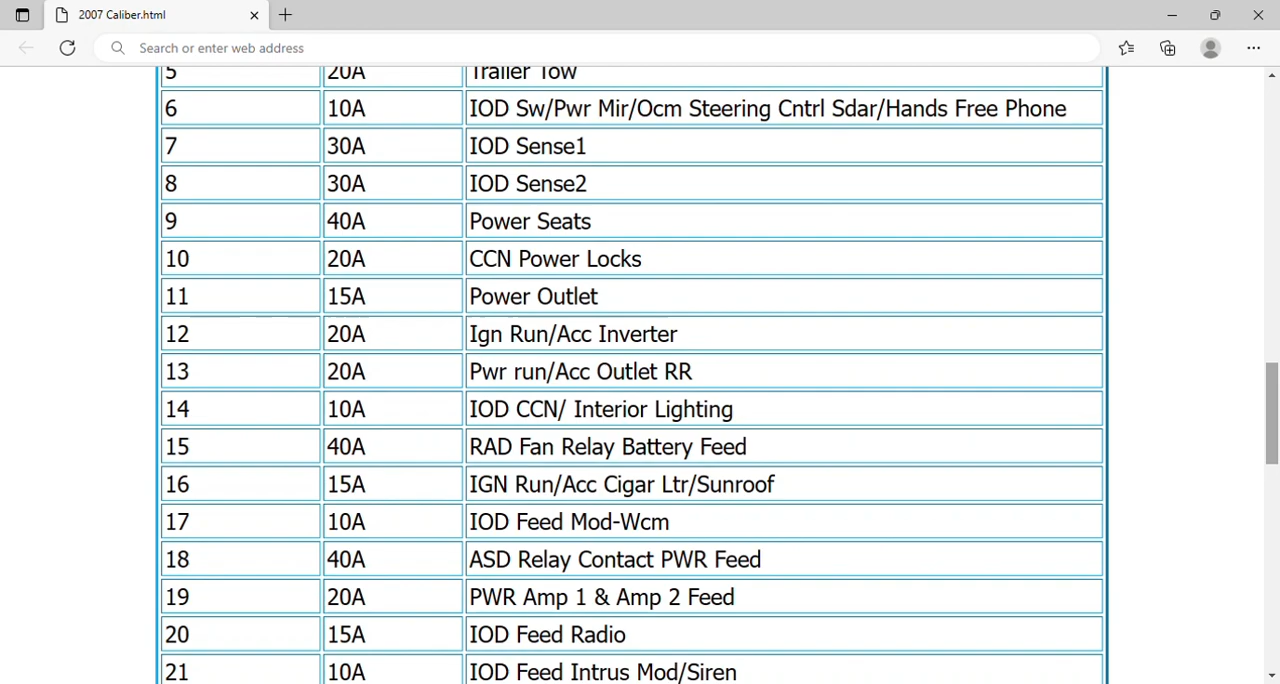 2007 Caliber.html
Search or enter web address
5 20A Trailer Tow
6 10A IOD Sw/Pwr Mir/Ocm Steering Cntrl Sdar/Hands Free Phone
7 30A IOD Sense1
8 30A IOD Sense2
9 40A Power Seats
10 20A CCN Power Locks
11 15A Power Outlet
12 20A Ign Run/Acc Inverter
13 20A Pwr run/Acc Outlet RR
14 10A IOD CCN/ Interior Lighting
15 40A RAD Fan Relay Battery Feed
16 15A IGN Run/Acc Cigar Ltr/Sunroof
17 10A IOD Feed Mod-Wcm
18 40A ASD Relay Contact PWR Feed
19 20A PWR Amp 1 & Amp 2 Feed
20 15A IOD Feed Radio
21 10A IOD Feed Intrus Mod/Siren